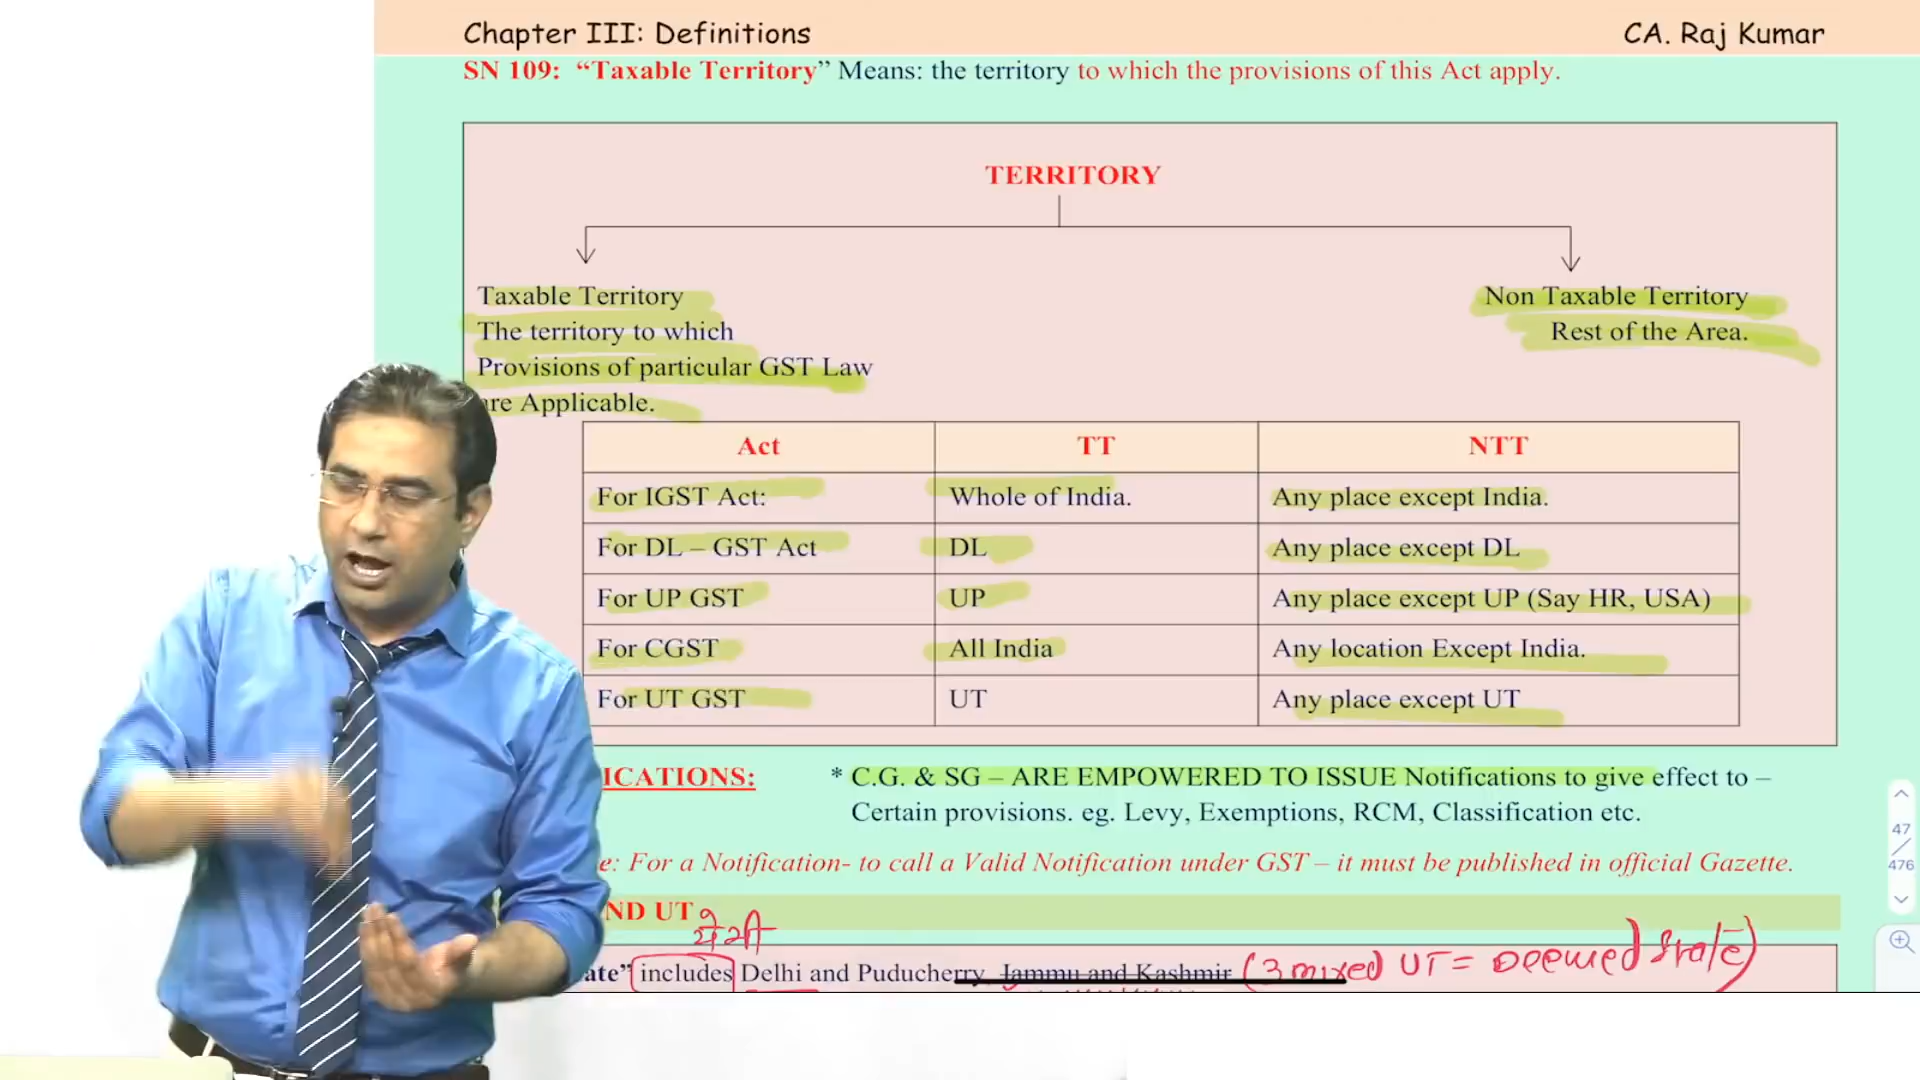 Chapter III: Definitions
CA. Raj Kumar
SN 109: “Taxable Territory” Means: the territory to which the provisions of this Act apply.
TERRITORY
Taxable Territory
The territory to which
Provisions of particular GST Law
are Applicable.
Non Taxable Territory
Rest of the Area.
Act TT NTT
For IGST Act: Whole of India. Any place except India.
For DL – GST Act DL Any place except DL
For UP GST UP Any place except UP (Say HR, USA)
For CGST All India Any location Except India.
For UT GST UT Any place except UT
ICATIONS: * C.G. & SG – ARE EMPOWERED TO ISSUE Notifications to give effect to –
Certain provisions. eg. Levy, Exemptions, RCM, Classification etc.
e: For a Notification- to call a Valid Notification under GST – it must be published in official Gazette.
ND UT
ate” includes Delhi and Puducherry, Jammu and Kashmir (3 mixed UT = Deemed State)
47
476